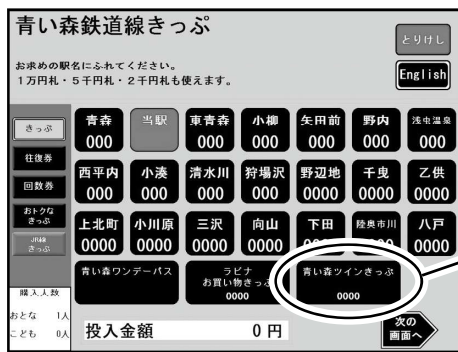 青い森鉄道線きっぷ
とりけし
お求めの駅名にふれてください。
1万円札・5千円札・2千円札も使えます。
English
きっぷ
往復券
回数券
おトクな
きっぷ
JR線
きっぷ
青森 当駅 東青森 小柳 矢田前 野内 浅虫温泉
000 000 000 000 000 000
西平内 小湊 清水川 狩場沢 野辺地 千曳 乙供
000 000 000 000 0000 000 000
上北町 小川原 三沢 向山 下田 陸奥市川 八戸
0000 0000 0000 0000 0000 0000 0000
青い森ワンデーパス
ラビナ
お買い物きっぷ
0000
青い森ツインきっぷ
0000
購入人数
おとな 1人
こども 0人
投入金額 0円
次の
画面へ